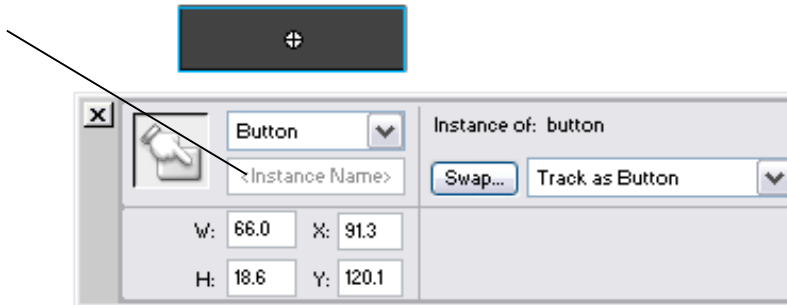 X
Button
Instance of: button
<Instance Name>
Swap...
Track as Button
W: 66.0 X: 91.3
H: 18.6 Y: 120.1